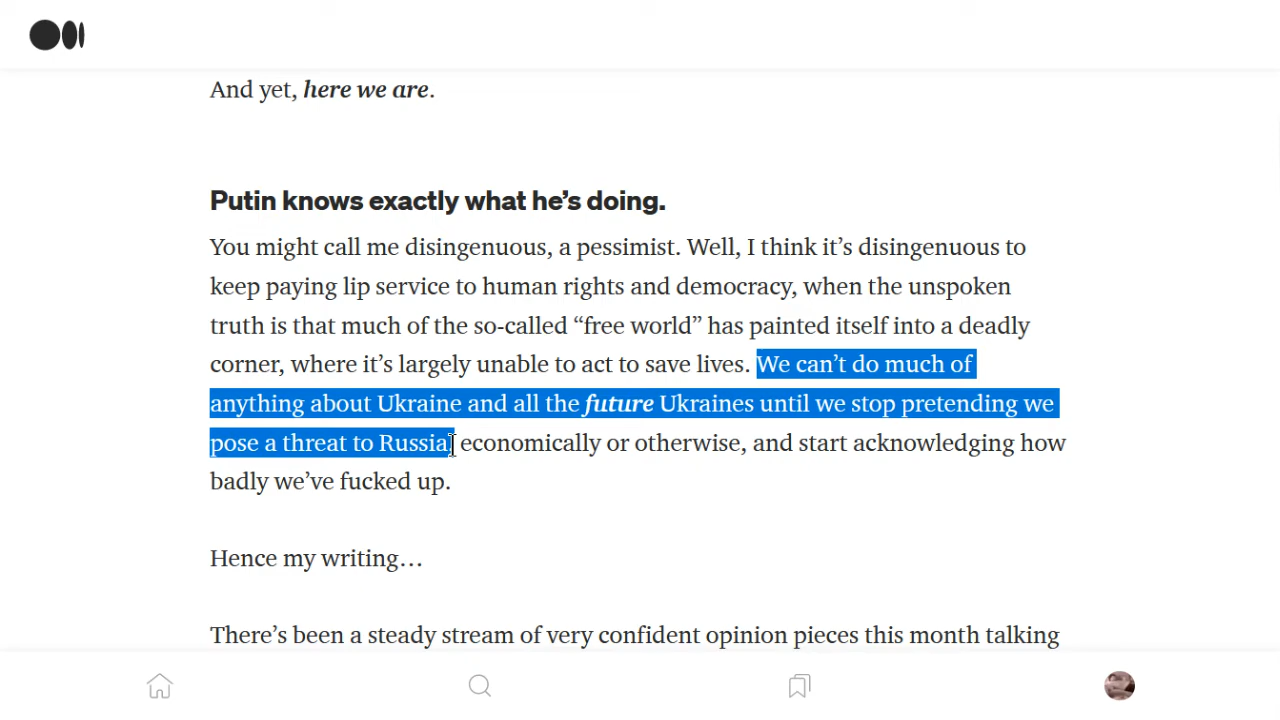 And yet, here we are.
Putin knows exactly what he’s doing.
You might call me disingenuous, a pessimist. Well, I think it’s disingenuous to
keep paying lip service to human rights and democracy, when the unspoken
truth is that much of the so-called “free world” has painted itself into a deadly
corner, where it’s largely unable to act to save lives. We can’t do much of
anything about Ukraine and all the future Ukraines until we stop pretending we
pose a threat to Russia, economically or otherwise, and start acknowledging how
badly we’ve fucked up.
Hence my writing…
There’s been a steady stream of very confident opinion pieces this month talking